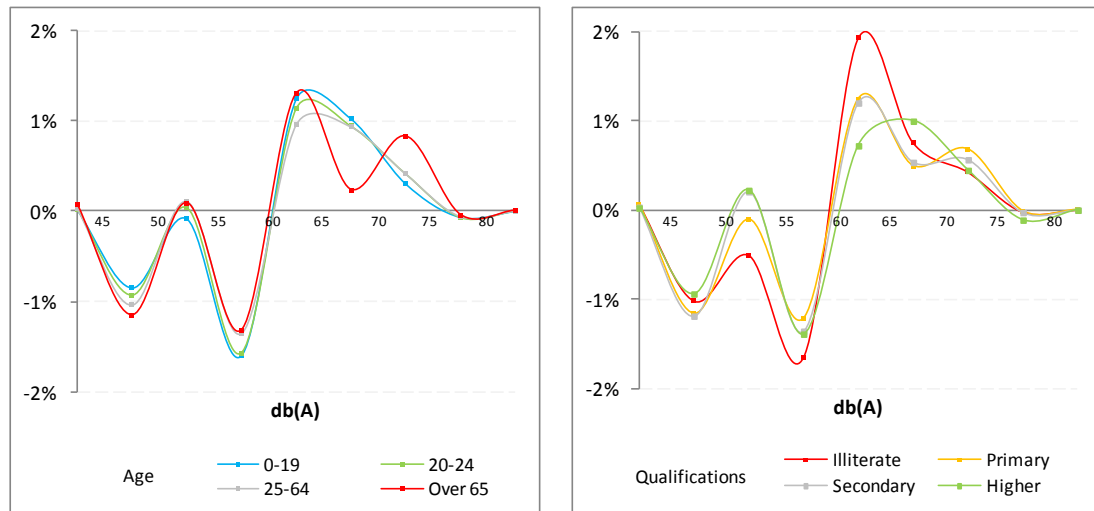 2%
1%
0%
-1%
-2%
45 50 55 60 65 70 75 80
db(A)
Age
0-19
20-24
25-64
Over 65
2%
1%
0%
-1%
-2%
45 50 55 60 65 70 75 80
db(A)
Qualifications
Illiterate
Primary
Secondary
Higher